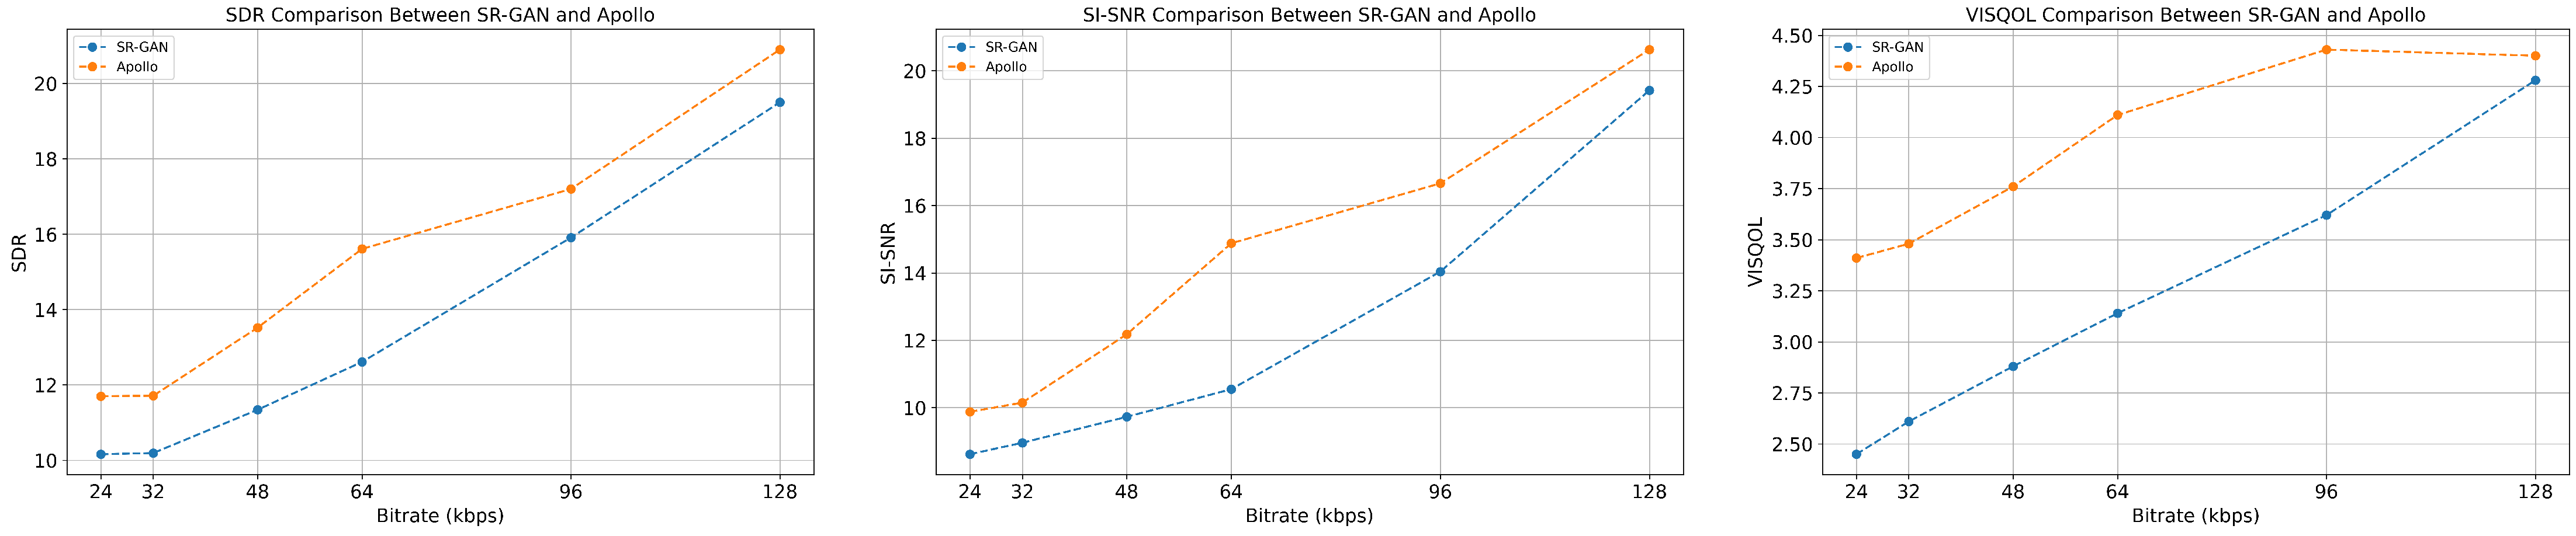 SDR Comparison Between SR-GAN and Apollo
SR-GAN
Apollo
20
18
16
14
12
10
SDR
24 32 48 64 96 128
Bitrate (kbps)
SI-SNR Comparison Between SR-GAN and Apollo
SR-GAN
Apollo
20
18
16
14
12
10
SI-SNR
24 32 48 64 96 128
Bitrate (kbps)
VISQOL Comparison Between SR-GAN and Apollo
SR-GAN
Apollo
4.50
4.25
4.00
3.75
3.50
3.25
3.00
2.75
2.50
VISQOL
24 32 48 64 96 128
Bitrate (kbps)